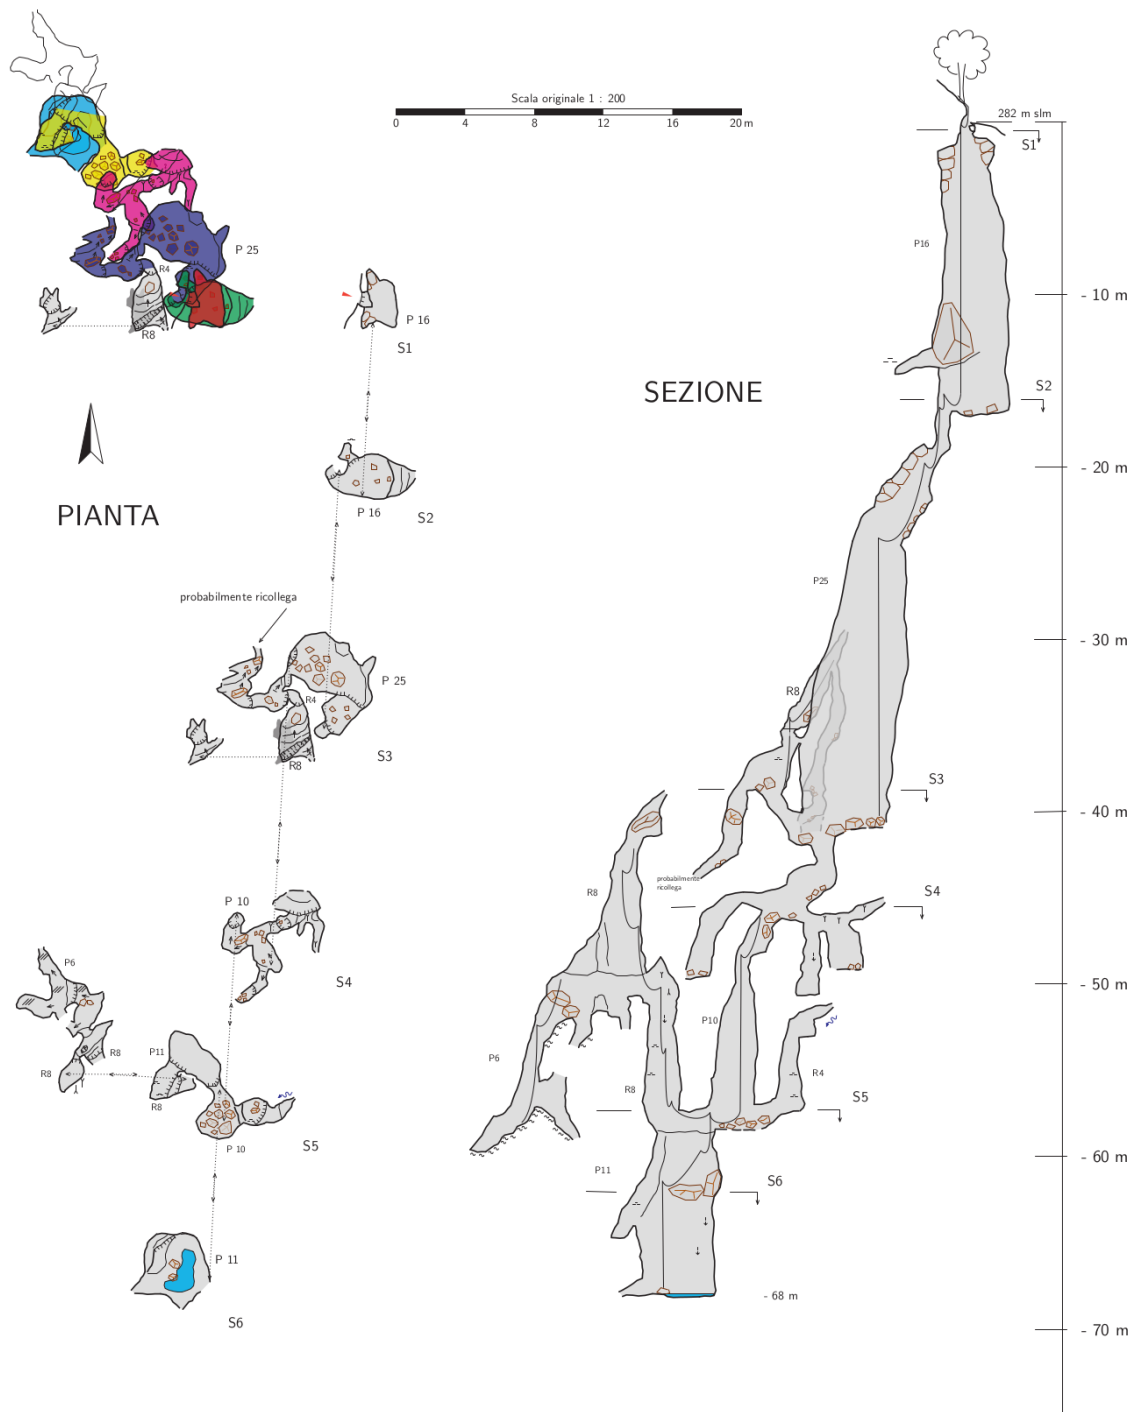 Scala originale 1 : 200
0 4 8 12 16 20 m
282 m slm
S1
P16
P 25
R4
R8
- 10 m
P 16
S1
SEZIONE
S2
- 20 m
PIANTA
P 16
S2
P25
probabilmente ricollega
- 30 m
P 25
R4
R8
S3
R8
S3
- 40 m
probabilmente
ricollega
R8
S4
P 10
S4
- 50 m
P6
R8
R8
P11
R8
P 10
S5
P10
P6
R8
R4
S5
- 60 m
P11
S6
P 11
S6
- 68 m
- 70 m